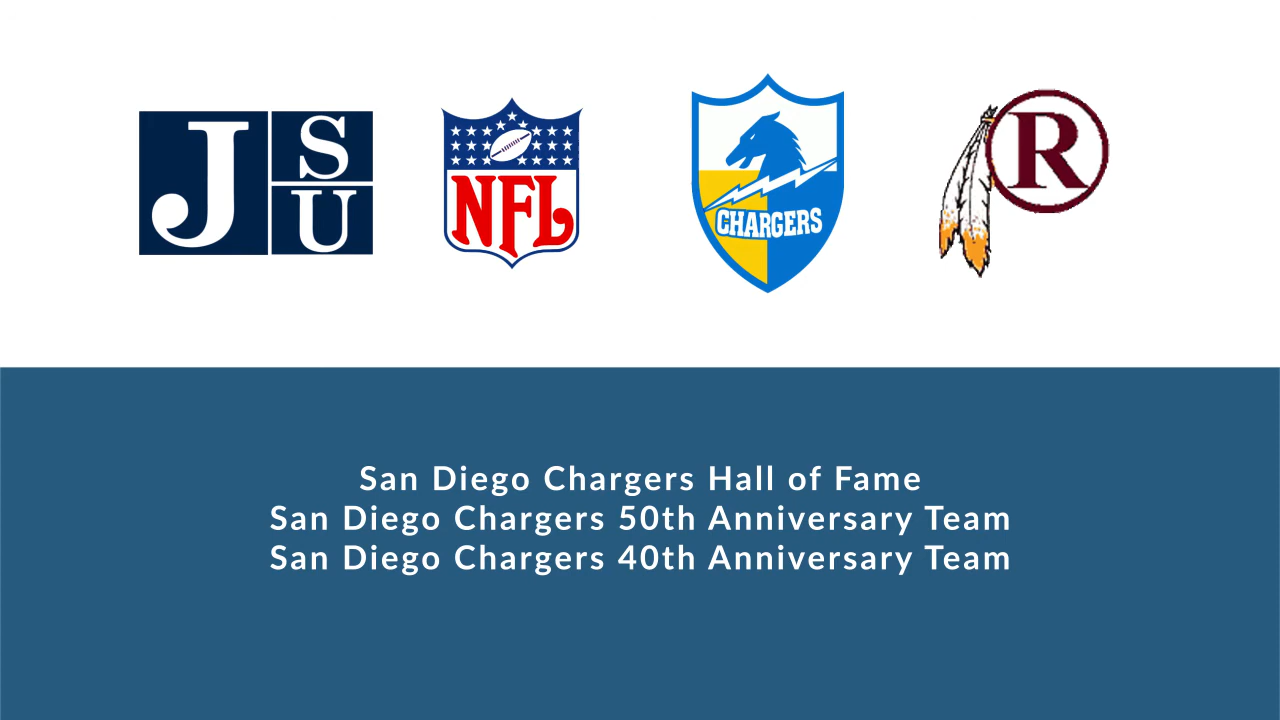 J S U
NFL
CHARGERS
R
San Diego Chargers Hall of Fame
San Diego Chargers 50th Anniversary Team
San Diego Chargers 40th Anniversary Team